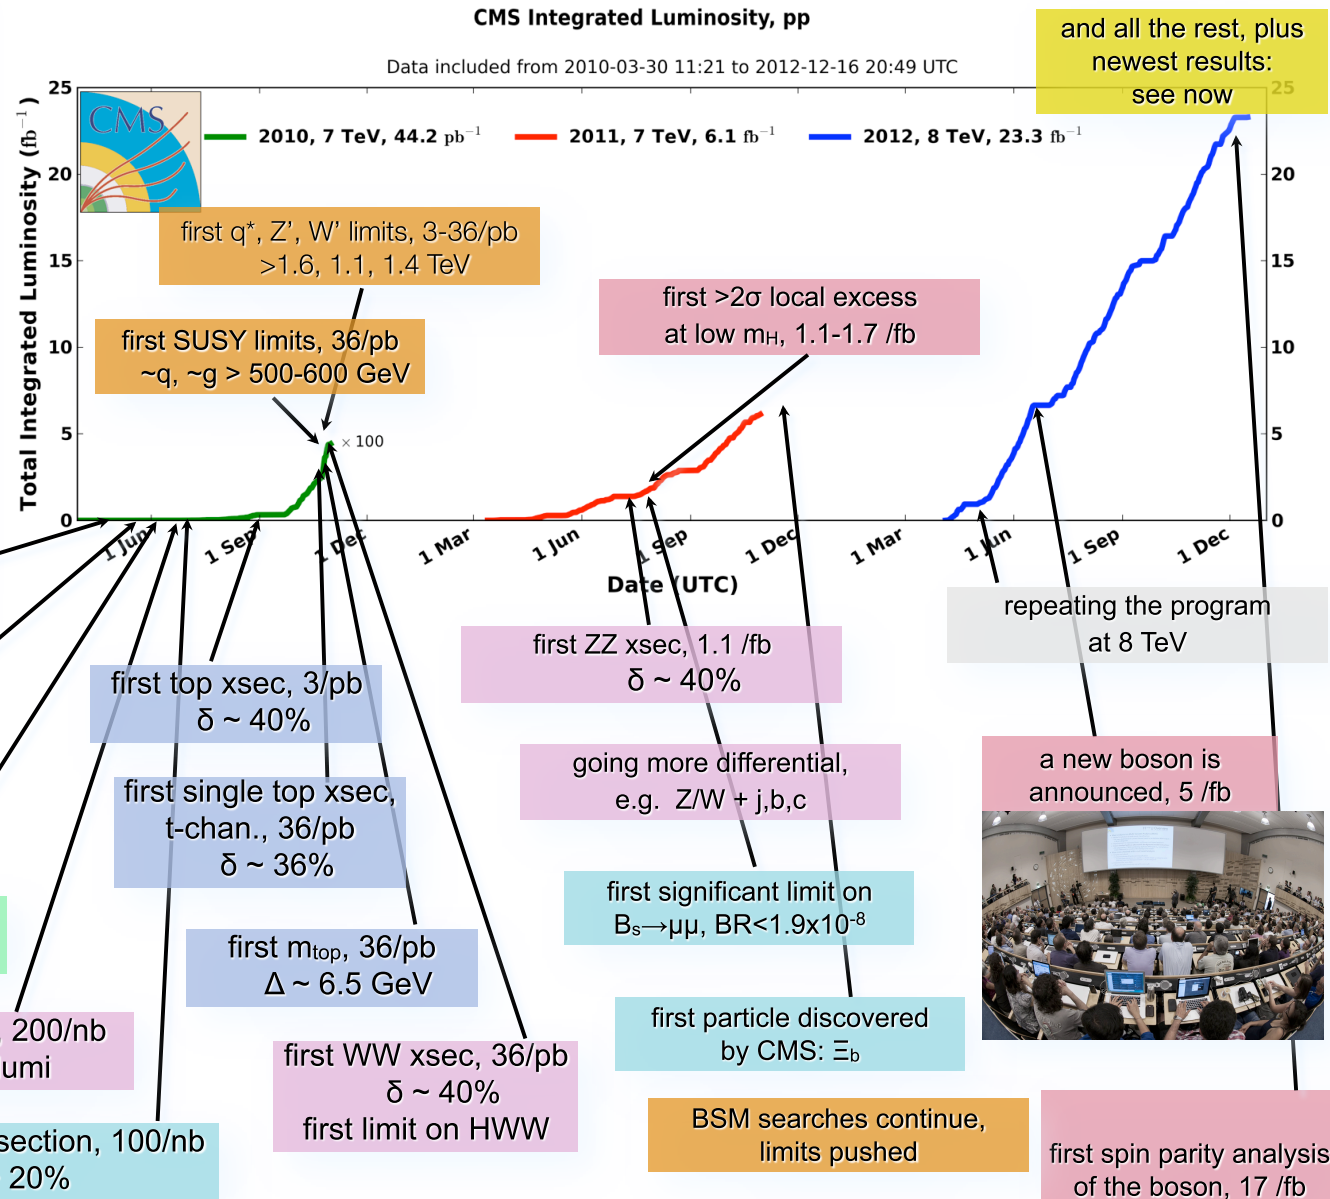 CMS Integrated Luminosity, pp
Data included from 2010-03-30 11:21 to 2012-12-16 20:49 UTC
and all the rest, plus
newest results:
see now
CMS
2010, 7 TeV, 44.2 pb⁻¹
2011, 7 TeV, 6.1 fb⁻¹
2012, 8 TeV, 23.3 fb⁻¹
Total Integrated Luminosity (fb⁻¹)
25
20
15
10
5
0
25
20
15
10
5
0
first q*, Z’, W’ limits, 3-36/pb
>1.6, 1.1, 1.4 TeV
first SUSY limits, 36/pb
~q, ~g > 500-600 GeV
× 100
first >2σ local excess
at low mH, 1.1-1.7 /fb
1 Jun
1 Sep
1 Dec
1 Mar
1 Jun
1 Sep
1 Dec
1 Mar
1 Jun
1 Sep
1 Dec
Date (UTC)
repeating the program
at 8 TeV
first ZZ xsec, 1.1 /fb
δ ~ 40%
first top xsec, 3/pb
δ ~ 40%
going more differential,
e.g. Z/W + j,b,c
a new boson is
announced, 5 /fb
first single top xsec,
t-chan., 36/pb
δ ~ 36%
first significant limit on
Bs→μμ, BR<1.9x10⁻⁸
first mtop, 36/pb
Δ ~ 6.5 GeV
first particle discovered
by CMS: Ξb
, 200/nb
umi
first WW xsec, 36/pb
δ ~ 40%
first limit on HWW
BSM searches continue,
limits pushed
section, 100/nb
20%
first spin parity analysis
of the boson, 17 /fb